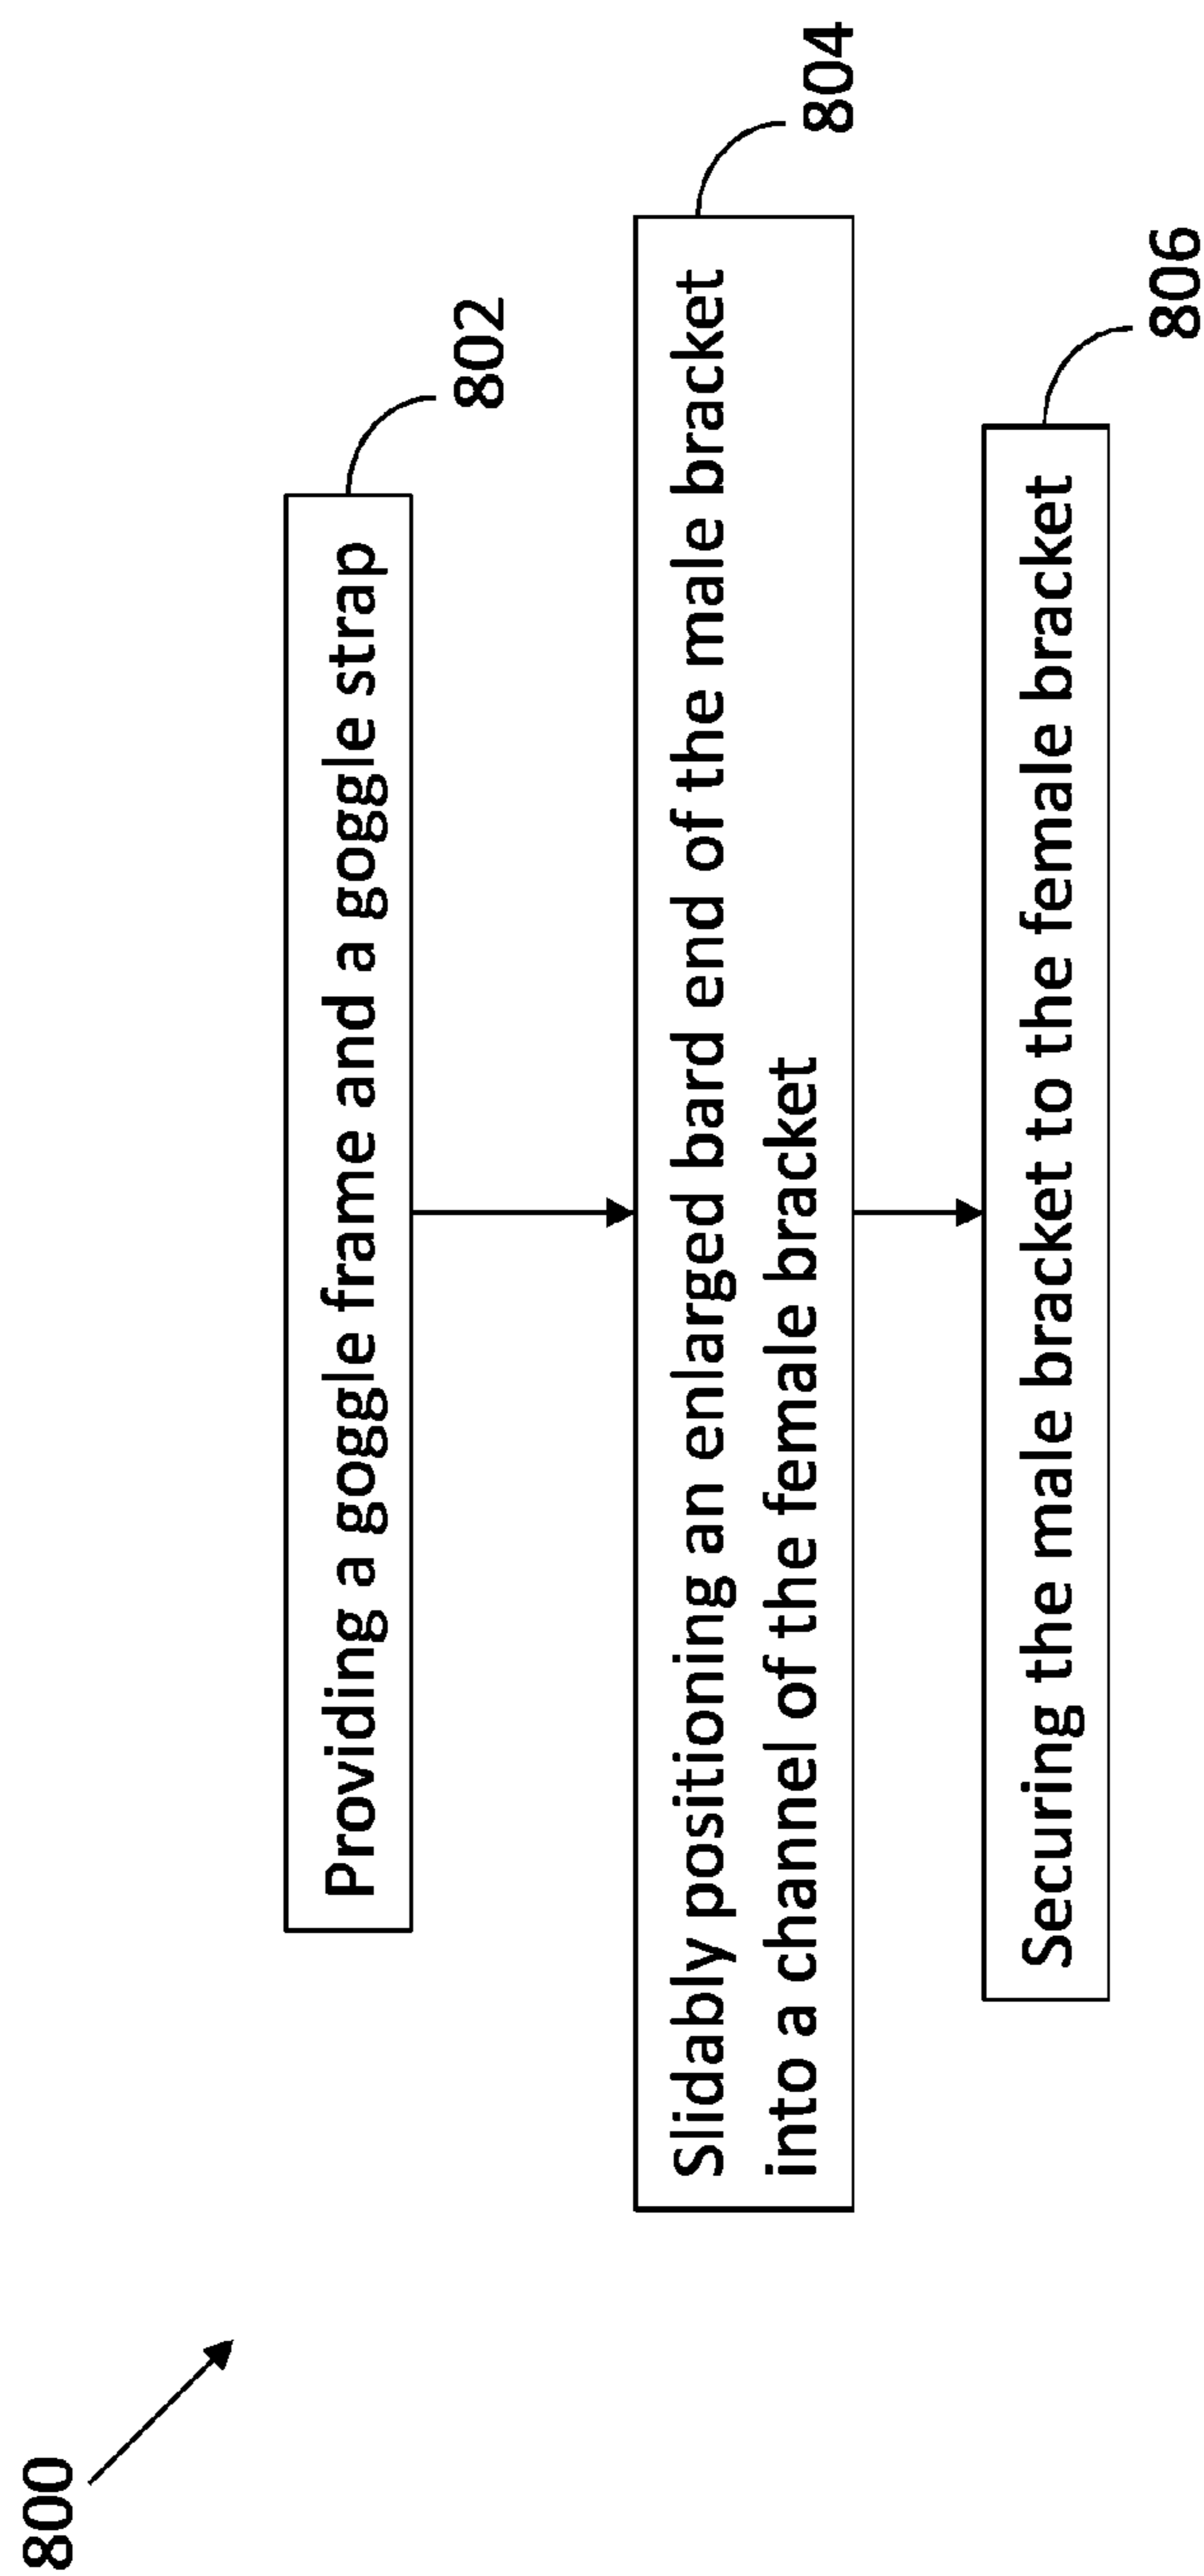 800
Providing a goggle frame and a goggle strap
802
Slidably positioning an enlarged bard end of the male bracket
into a channel of the female bracket
804
Securing the male bracket to the female bracket
806